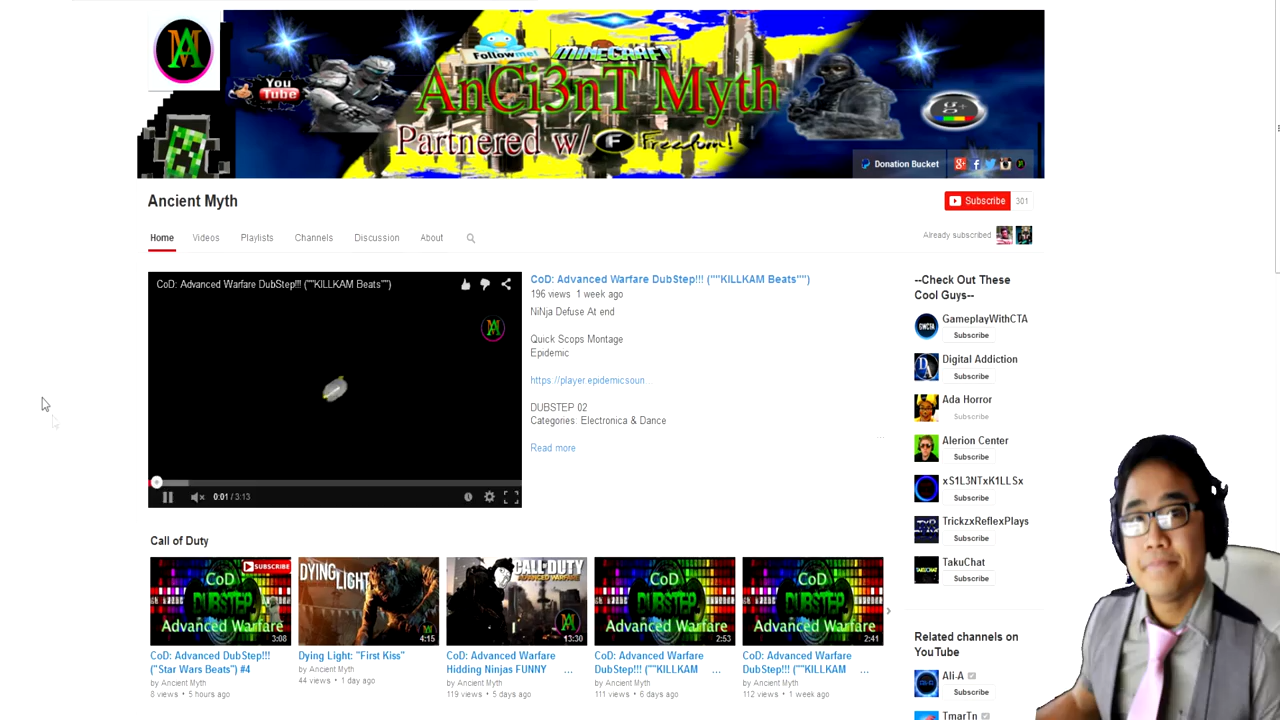 Followme!
MINECRAFT
You
Tube
AnCi3nT Myth
g+
Partnered w/ F Freedom!
Donation Bucket
Ancient Myth
Subscribe 301
Home Videos Playlists Channels Discussion About
Already subscribed
CoD: Advanced Warfare DubStep!!! (""KILLKAM Beats"")
0:01 / 3:13
CoD: Advanced Warfare DubStep!!! (""KILLKAM Beats"")
196 views 1 week ago
NiNja Defuse At end
Quick Scops Montage
Epidemic
https://player.epidemicsoun...
DUBSTEP 02
Categories: Electronica & Dance
...
Read more
--Check Out These
Cool Guys--
GWCTA
GameplayWithCTA
Subscribe
DA
Digital Addiction
Subscribe
Ada Horror
Subscribe
Alerion Center
Subscribe
xS1L3NTxK1LLSx
Subscribe
TrickzxReflexPlays
Subscribe
TAKUCHAT
TakuChat
Subscribe
Related channels on
YouTube
Ali-A
Subscribe
TmarTn
Call of Duty
SUBSCRIBE
CoD
DUBSTEP
Advanced Warfare
3:08
CoD: Advanced DubStep!!!
("Star Wars Beats") #4
by Ancient Myth
8 views • 5 hours ago
DYING LIGHT
4:15
Dying Light: "First Kiss"
by Ancient Myth
44 views • 1 day ago
CALL OF DUTY
ADVANCED WARFARE
13:30
CoD: Advanced Warfare
Hidding Ninjas FUNNY ...
by Ancient Myth
119 views • 5 days ago
CoD
DUBSTEP
Advanced Warfare
2:53
CoD: Advanced Warfare
DubStep!!! (""KILLKAM ...
by Ancient Myth
111 views • 6 days ago
CoD
DUBSTEP
Advanced Warfare
2:41
CoD: Advanced Warfare
DubStep!!! (""KILLKAM ...
by Ancient Myth
112 views • 1 week ago